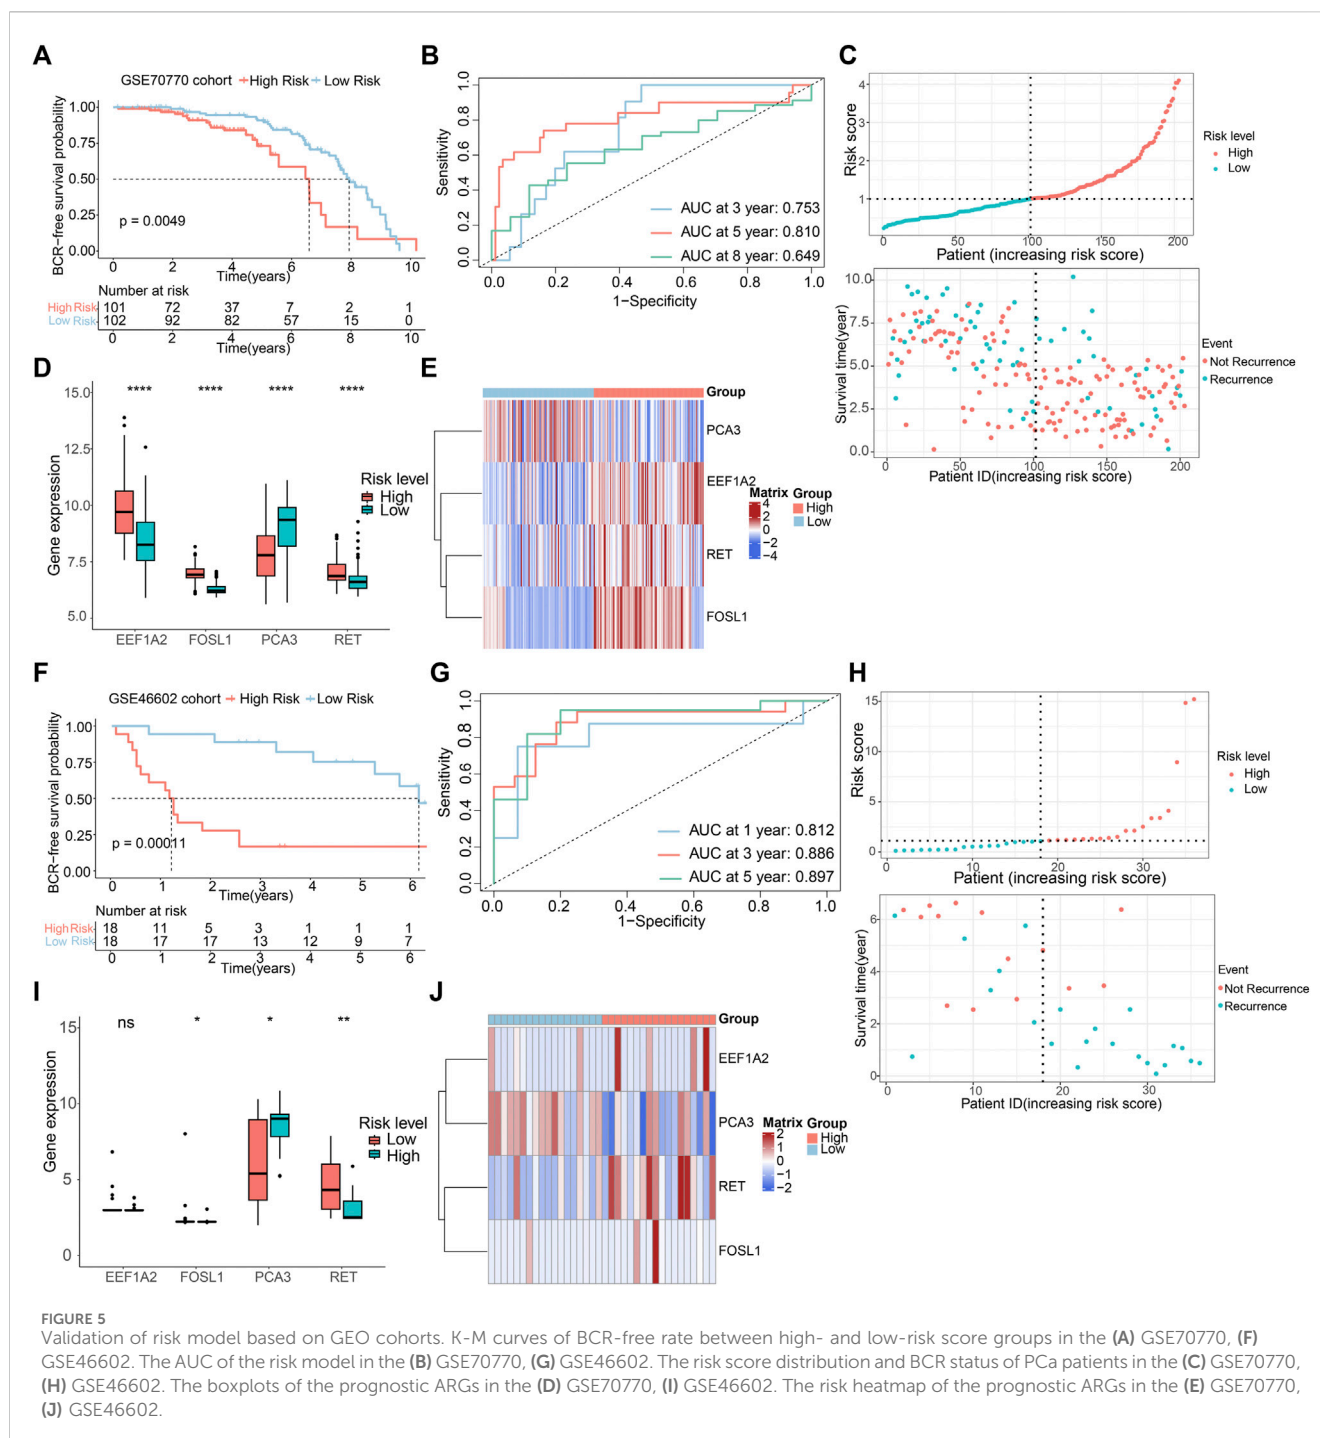 A
GSE70770 cohort High Risk Low Risk
BCR−free survival probability
1.00
0.75
0.50
0.25
0.00
p = 0.0049
0 2 4 6 8 10
Time(years)
Number at risk
High Risk 101 72 37 7 2 1
Low Risk 102 92 82 57 15 0
0 2 4 6 8 10
Time(years)
B
Sensitivity
1.0
0.8
0.6
0.4
0.2
0.0
AUC at 3 year: 0.753
AUC at 5 year: 0.810
AUC at 8 year: 0.649
0.0 0.2 0.4 0.6 0.8 1.0
1−Specificity
C
Risk score
4
3
2
1
0 50 100 150 200
Patient (increasing risk score)
Risk level
High
Low
Survival time(year)
10.0
7.5
5.0
2.5
0.0
0 50 100 150 200
Patient ID(increasing risk score)
Event
Not Recurrence
Recurrence
D
Gene expression
15.0
12.5
10.0
7.5
5.0
**** **** **** ****
Risk level
High
Low
EEF1A2 FOSL1 PCA3 RET
E
Group
PCA3
EEF1A2
RET
FOSL1
Matrix Group
4
2
0
−2
−4
High
Low
F
GSE46602 cohort High Risk Low Risk
BCR−free survival probability
1.00
0.75
0.50
0.25
0.00
p = 0.00011
0 1 2 3 4 5 6
Time(years)
Number at risk
High Risk 18 11 5 3 1 1 1
Low Risk 18 17 17 13 12 9 7
0 1 2 3 4 5 6
Time(years)
G
Sensitivity
1.0
0.8
0.6
0.4
0.2
0.0
AUC at 1 year: 0.812
AUC at 3 year: 0.886
AUC at 5 year: 0.897
0.0 0.2 0.4 0.6 0.8 1.0
1−Specificity
H
Risk score
15
10
5
0
0 10 20 30
Patient (increasing risk score)
Risk level
High
Low
Survival time(year)
6
4
2
0
0 10 20 30
Patient ID(increasing risk score)
Event
Not Recurrence
Recurrence
I
Gene expression
15
10
5
0
ns * * **
Risk level
Low
High
EEF1A2 FOSL1 PCA3 RET
J
Group
EEF1A2
PCA3
RET
FOSL1
Matrix Group
2
1
0
−1
−2
High
Low
FIGURE 5
Validation of risk model based on GEO cohorts. K-M curves of BCR-free rate between high- and low-risk score groups in the (A) GSE70770, (F)
GSE46602. The AUC of the risk model in the (B) GSE70770, (G) GSE46602. The risk score distribution and BCR status of PCa patients in the (C) GSE70770,
(H) GSE46602. The boxplots of the prognostic ARGs in the (D) GSE70770, (I) GSE46602. The risk heatmap of the prognostic ARGs in the (E) GSE70770,
(J) GSE46602.